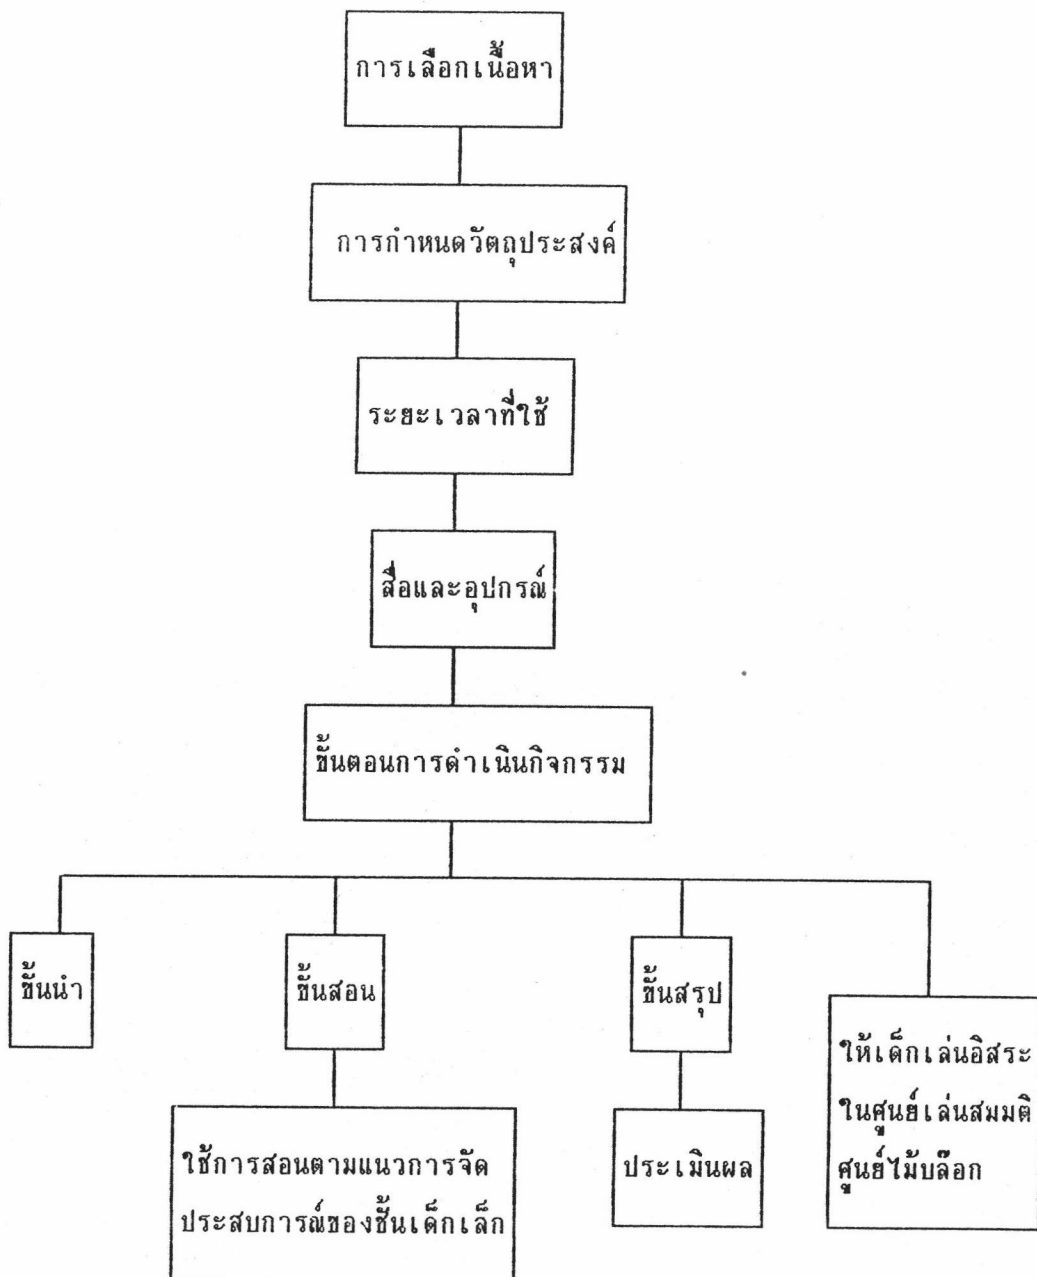 การเลือกเนื้อหา
การกำหนดวัตถุประสงค์
ระยะเวลาที่ใช้
สื่อและอุปกรณ์
ขั้นตอนการดำเนินกิจกรรม
ขั้นนำ
ขั้นสอน
ขั้นสรุป
ใช้การสอนตามแนวการจัด
ประสบการณ์ของชั้นเด็กเล็ก
ประเมินผล
ให้เด็กเล่นอิสระ
ในศูนย์เล่นสมมติ
ศูนย์ไม้บล๊อก